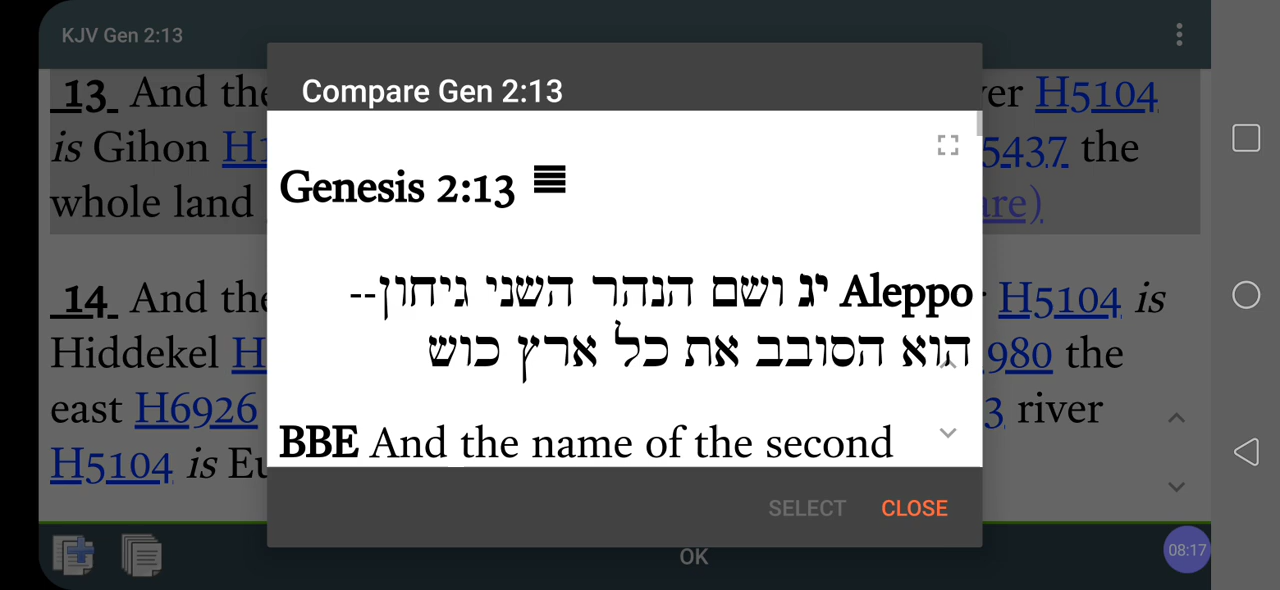 KJV Gen 2:13
Compare Gen 2:13
Genesis 2:13
Aleppo יג ושם הנהר השני גיחון--
הוא הסובב את כל ארץ כוש
BBE And the name of the second
SELECT CLOSE
13 And the
er H5104
is Gihon
5437 the
whole land
are)
14 And the
H5104 is
Hiddekel H
980 the
east H6926
3 river
H5104 is Eu
OK
08:17